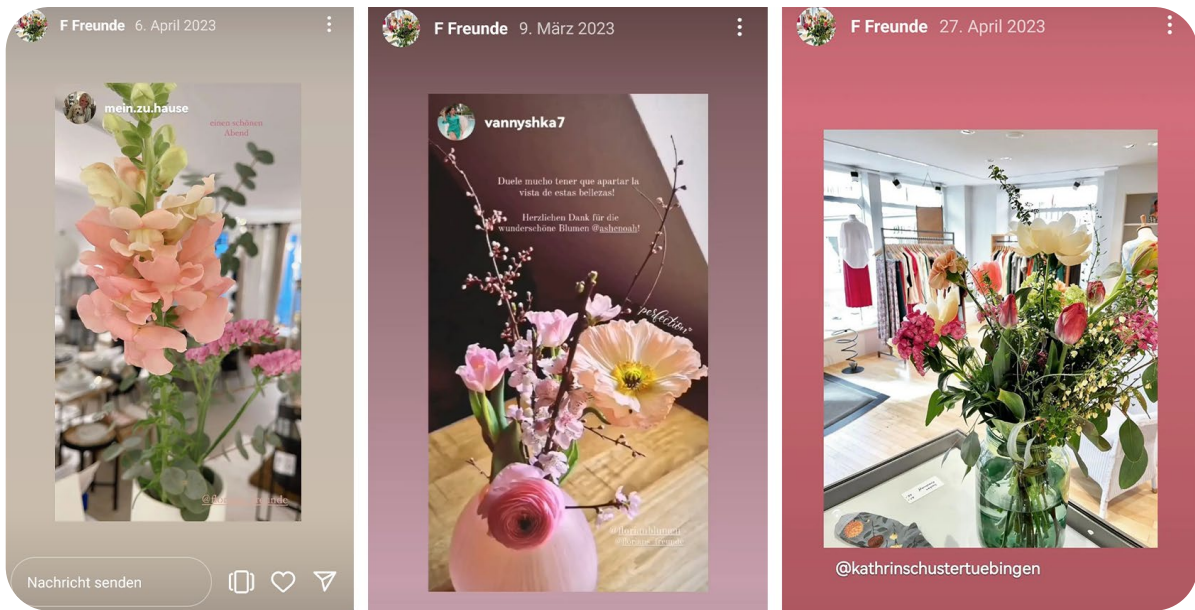 F Freunde 6. April 2023
mein.zu.hause
einen schönen
Abend
Nachricht senden
F Freunde 9. März 2023
vannyshka7
Duele mucho tener que apartar la
vista de estas bellezas!
Herzlichen Dank für die
wunderschöne Blumen @ashenoah!
perfection"
F Freunde 27. April 2023
@kathrinschustertuebingen